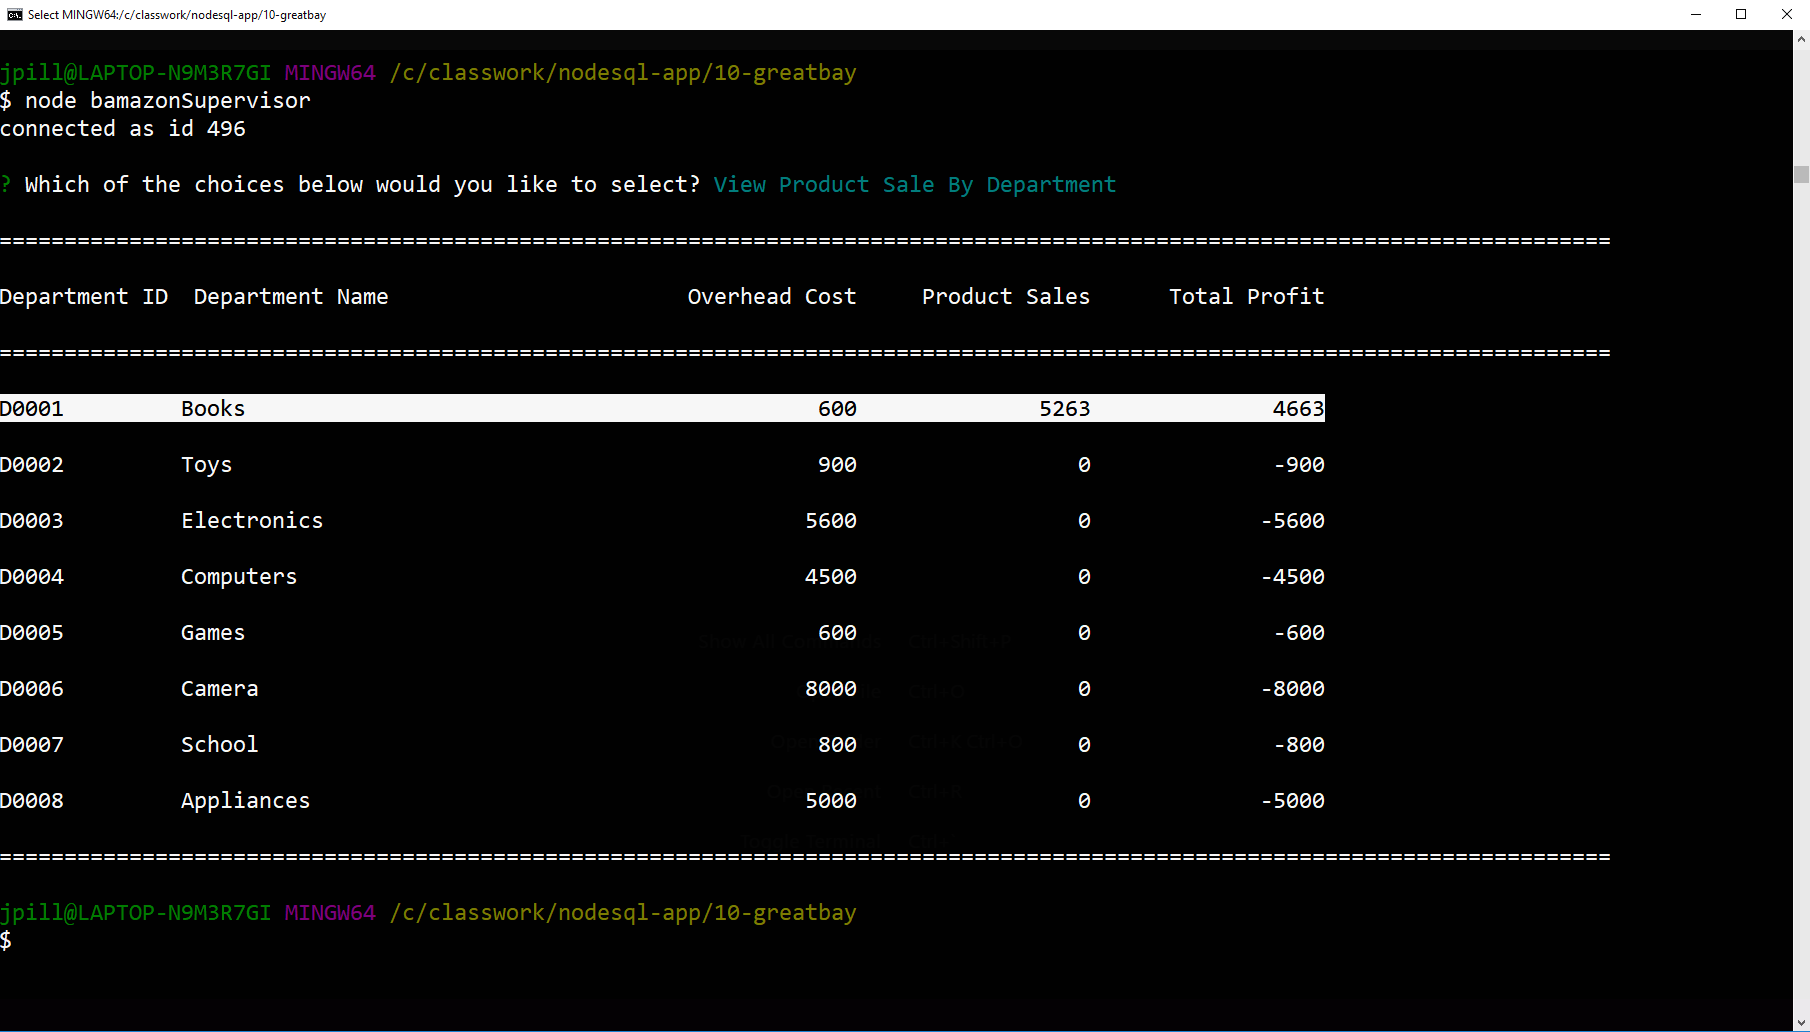 Select MINGW64:/c/classwork/nodesql-app/10-greatbay
jpill@LAPTOP-N9M3R7GI MINGW64 /c/classwork/nodesql-app/10-greatbay
$ node bamazonSupervisor
connected as id 496
? Which of the choices below would you like to select? View Product Sale By Department
============================================================================================================================
Department ID  Department Name                       Overhead Cost     Product Sales      Total Profit
============================================================================================================================
D0001         Books                                            600              5263              4663
D0002         Toys                                             900                 0              -900
D0003         Electronics                                     5600                 0             -5600
D0004         Computers                                       4500                 0             -4500
D0005         Games                                            600                 0              -600
D0006         Camera                                          8000                 0             -8000
D0007         School                                           800                 0              -800
D0008         Appliances                                      5000                 0             -5000
============================================================================================================================
jpill@LAPTOP-N9M3R7GI MINGW64 /c/classwork/nodesql-app/10-greatbay
$